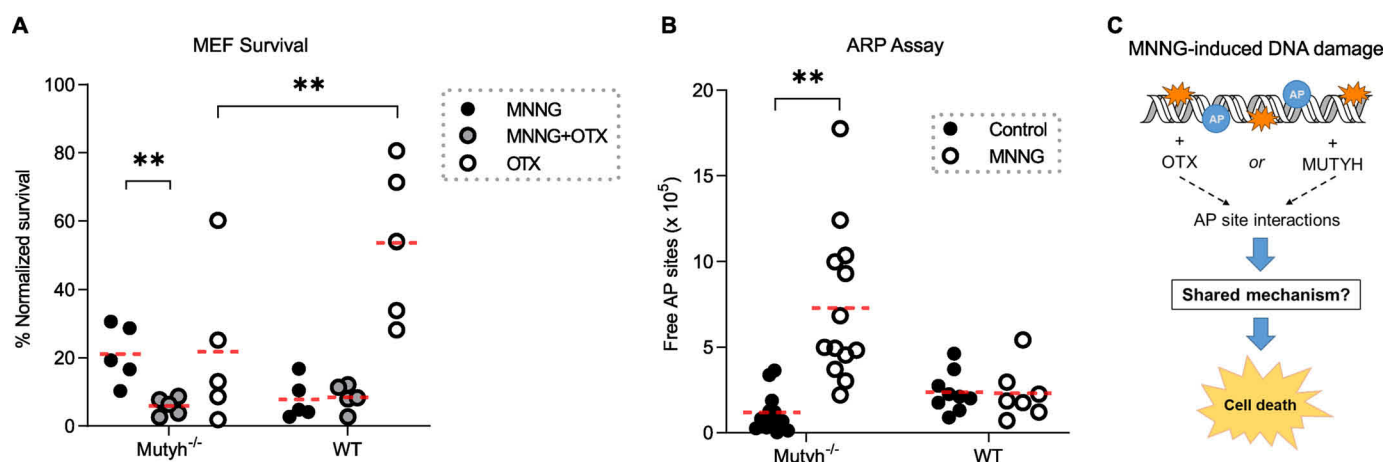 A
MEF Survival
% Normalized survival
100
80
60
40
20
0
**
**
MNNG
MNNG+OTX
OTX
Mutyh-/-
WT
B
ARP Assay
Free AP sites (x 10⁵)
20
15
10
5
0
**
Control
MNNG
Mutyh-/-
WT
C
MNNG-induced DNA damage
AP
AP
+ +
OTX or MUTYH
AP site interactions
Shared mechanism?
Cell death